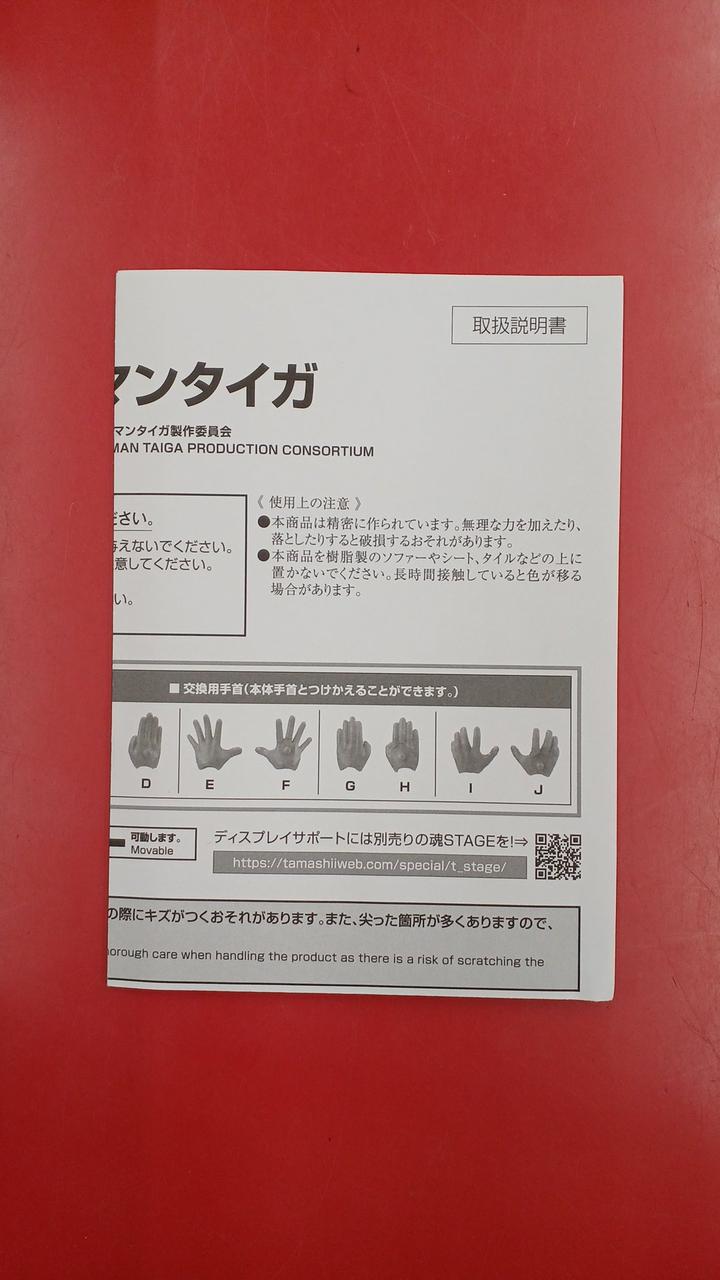 取扱説明書
マンタイガ
マンタイガ製作委員会
MAN TAIGA PRODUCTION CONSORTIUM
ださい。
与えないでください。
意してください。
い。
《 使用上の注意 》
●本商品は精密に作られています。無理な力を加えたり、
落としたりすると破損するおそれがあります。
●本商品を樹脂製のソファーやシート、タイルなどの上に
置かないでください。長時間接触していると色が移る
場合があります。
■ 交換用手首(本体手首とつけかえることができます。)
D E F G H I J
可動します。
Movable
ディスプレイサポートには別売りの魂STAGEを!⇒
https://tamashiiweb.com/special/t_stage/
の際にキズがつくおそれがあります。また、尖った箇所が多くありますので、
horough care when handling the product as there is a risk of scratching the